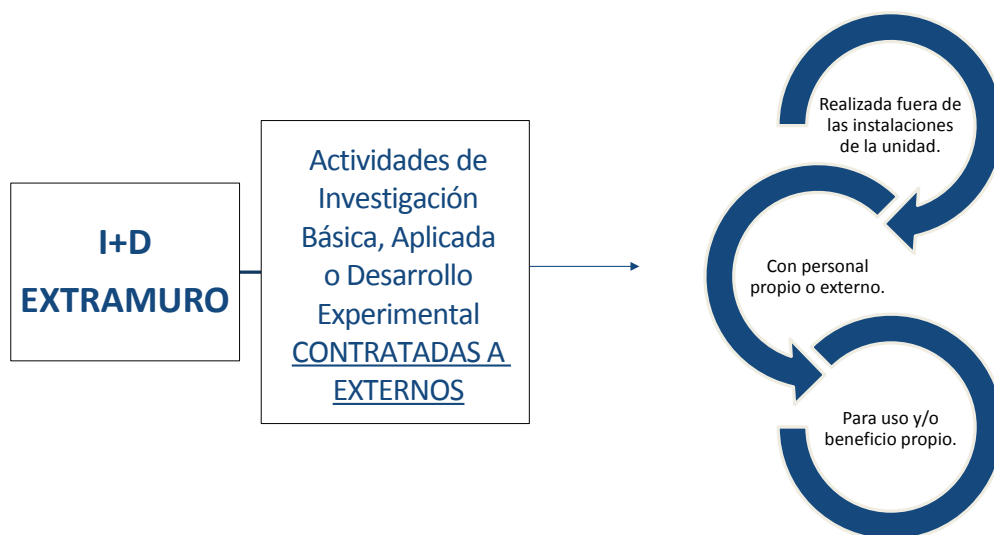 I+D
EXTRAMURO
Actividades de
Investigación
Básica, Aplicada
o Desarrollo
Experimental
CONTRATADAS A
EXTERNOS
Realizada fuera de
las instalaciones
de la unidad.
Con personal
propio o externo.
Para uso y/o
beneficio propio.